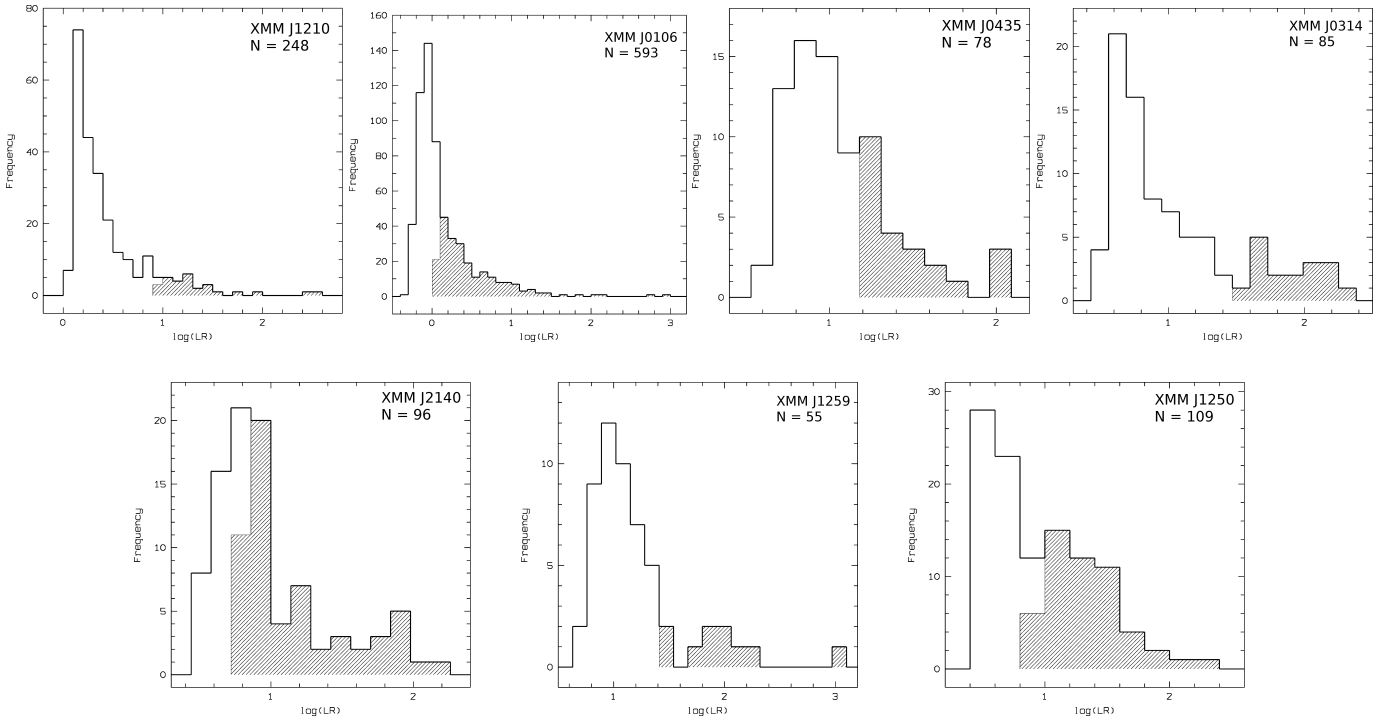 XMM J1210
N = 248
80
60
40
20
0
Frequency
0
1
2
log(LR)
XMM J0106
N = 593
160
140
120
100
80
60
40
20
0
Frequency
0
1
2
3
log(LR)
XMM J0435
N = 78
15
10
5
0
Frequency
1
2
log(LR)
XMM J0314
N = 85
20
15
10
5
0
Frequency
1
2
log(LR)
XMM J2140
N = 96
20
15
10
5
0
Frequency
1
2
log(LR)
XMM J1259
N = 55
10
5
0
Frequency
1
2
3
log(LR)
XMM J1250
N = 109
30
20
10
0
Frequency
1
2
log(LR)